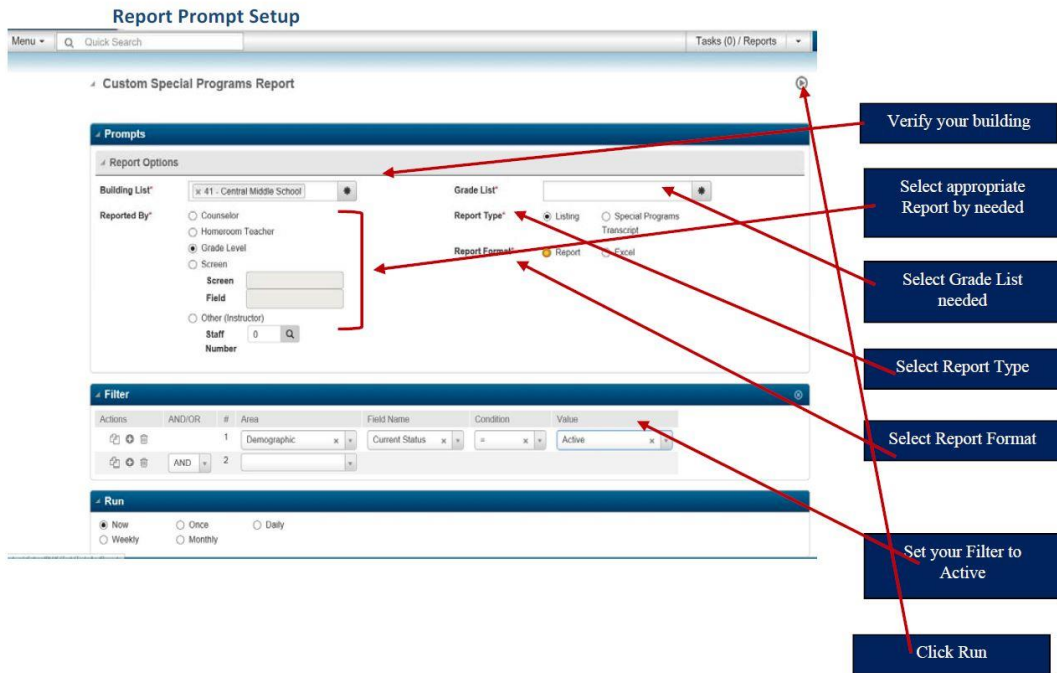 Report Prompt Setup
Menu Quick Search Tasks (0) / Reports
Custom Special Programs Report
Prompts
Report Options
Building List* × 41 - Central Middle School Grade List*
Reported By* Counselor Report Type* Listing Special Programs Transcript
Homeroom Teacher
Grade Level Report Format* Report Excel
Screen
Screen
Field
Other (Instructor)
Staff Number 0
Filter
Actions AND/OR # Area Field Name Condition Value
1 Demographic × Current Status × = × Active ×
AND 2
Run
Now Once Daily
Weekly Monthly
Verify your building
Select appropriate
Report by needed
Select Grade List
needed
Select Report Type
Select Report Format
Set your Filter to
Active
Click Run